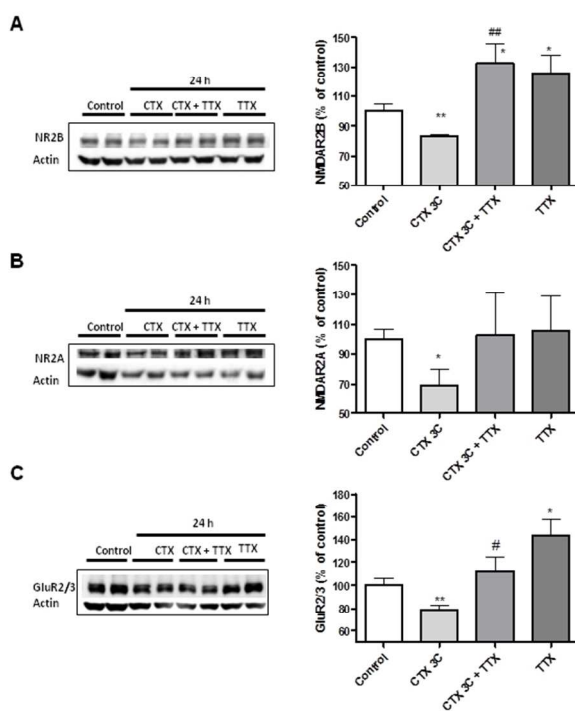 A
24 h
Control CTX CTX + TTX TTX
NR2B
Actin
NMDAR2B (% of control)
150
130
110
90
70
50
##
*
*
**
Control
CTX 3C
CTX 3C + TTX
TTX
B
24 h
Control CTX CTX + TTX TTX
NR2A
Actin
NMDAR2A (% of control)
150
130
110
90
70
50
*
Control
CTX 3C
CTX 3C + TTX
TTX
C
24 h
Control CTX CTX + TTX TTX
GluR2/3
Actin
GluR2/3 (% of control)
180
160
140
120
100
80
60
*
#
**
Control
CTX 3C
CTX 3C + TTX
TTX